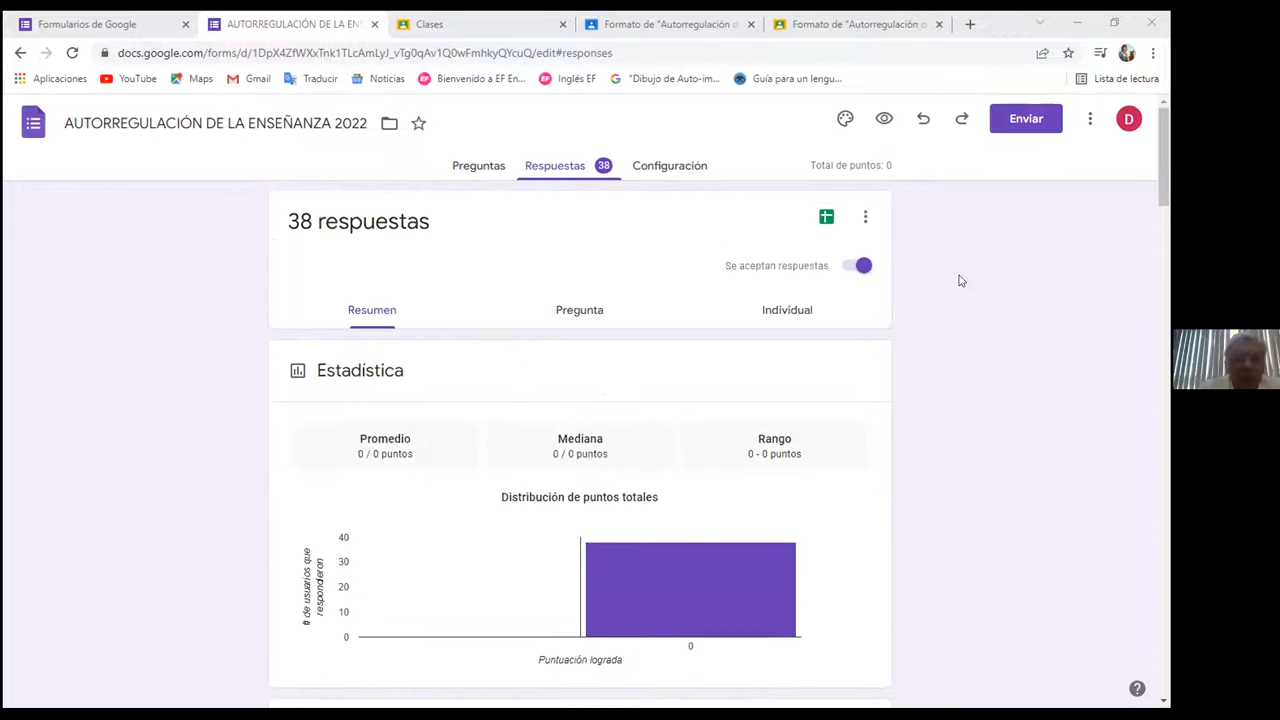 Formularios de Google
AUTORREGULACIÓN DE LA EN
Clases
Formato de "Autorregulación d
Formato de "Autorregulación
docs.google.com/forms/d/1DpX4ZfWXxTnk1TLcAmLyJ_vTg0qAv1Q0wFmhkyQYcuQ/edit#responses
Aplicaciones
YouTube
Maps
Gmail
Traducir
Noticias
Bienvenido a EF En...
Inglés EF
"Dibujo de Auto-im...
Guía para un lengu...
Lista de lectura
AUTORREGULACIÓN DE LA ENSEÑANZA 2022
Enviar
D
Preguntas
Respuestas 38
Configuración
Total de puntos: 0
38 respuestas
Se aceptan respuestas
Resumen
Pregunta
Individual
Estadística
Promedio
0 / 0 puntos
Mediana
0 / 0 puntos
Rango
0 - 0 puntos
Distribución de puntos totales
# de usuarios que
respondieron
40
30
20
10
0
0
Puntuación lograda